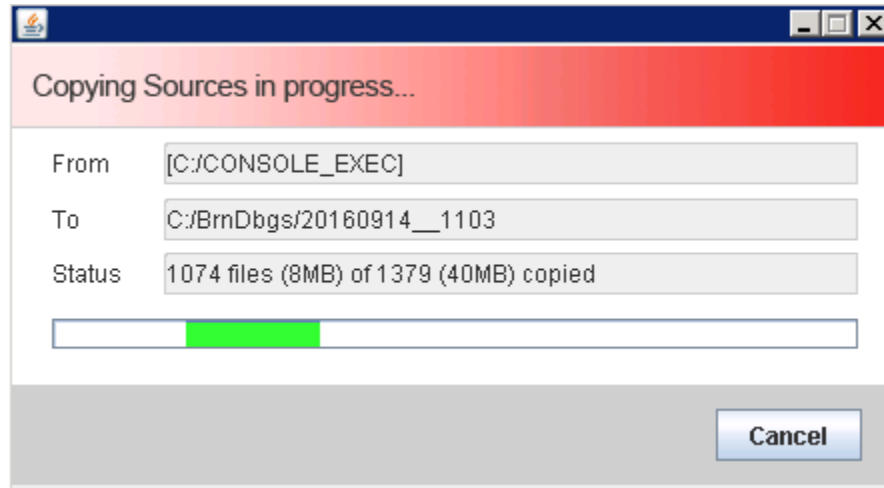 Copying Sources in progress...
From [C:/CONSOLE_EXEC]
To C:/BrnDbgs/20160914__1103
Status 1074 files (8MB) of 1379 (40MB) copied
Cancel